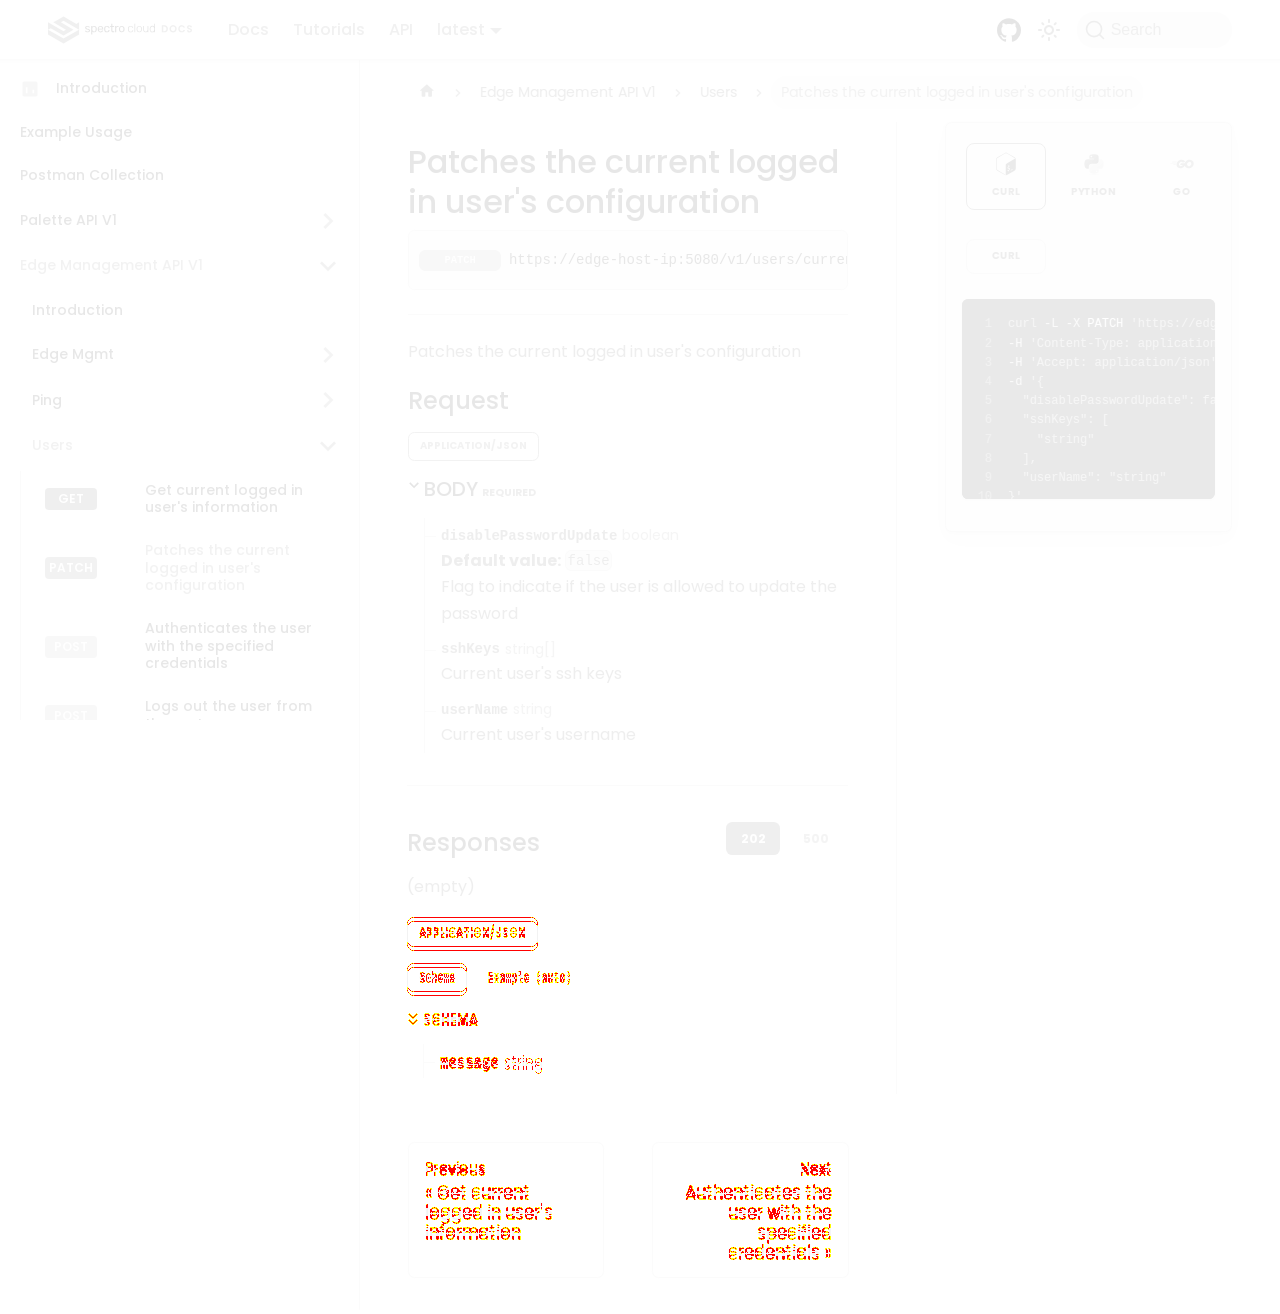 spectro cloud DOCS
Docs
Tutorials
API
latest
Search
Introduction
Example Usage
Postman Collection
Palette API V1
Edge Management API V1
Introduction
Edge Mgmt
Ping
Users
GET
Get current logged in
user's information
PATCH
Patches the current
logged in user's
configuration
POST
Authenticates the user
with the specified
credentials
POST
Logs out the user from
Edge Management API V1
Users
Patches the current logged in user's configuration
Patches the current logged
in user's configuration
PATCH
https://edge-host-ip:5080/v1/users/curren
Patches the current logged in user's configuration
Request
APPLICATION/JSON
BODY REQUIRED
disablePasswordUpdate boolean
Default value: false
Flag to indicate if the user is allowed to update the
password
sshKeys string[]
Current user's ssh keys
userName string
Current user's username
Responses
202
500
(empty)
APPLICATION/JSON
Schema
Example (auto)
SCHEMA
message string
Previous
« Get current
logged in user's
information
Next
Authenticates the
user with the
specified
credentials »
CURL
PYTHON
GO
CURL
1 curl -L -X PATCH 'https://edg
2 -H 'Content-Type: application
3 -H 'Accept: application/json'
4 -d '{
5 "disablePasswordUpdate": fa
6 "sshKeys": [
7 "string"
8 ],
9 "userName": "string"
10 }'